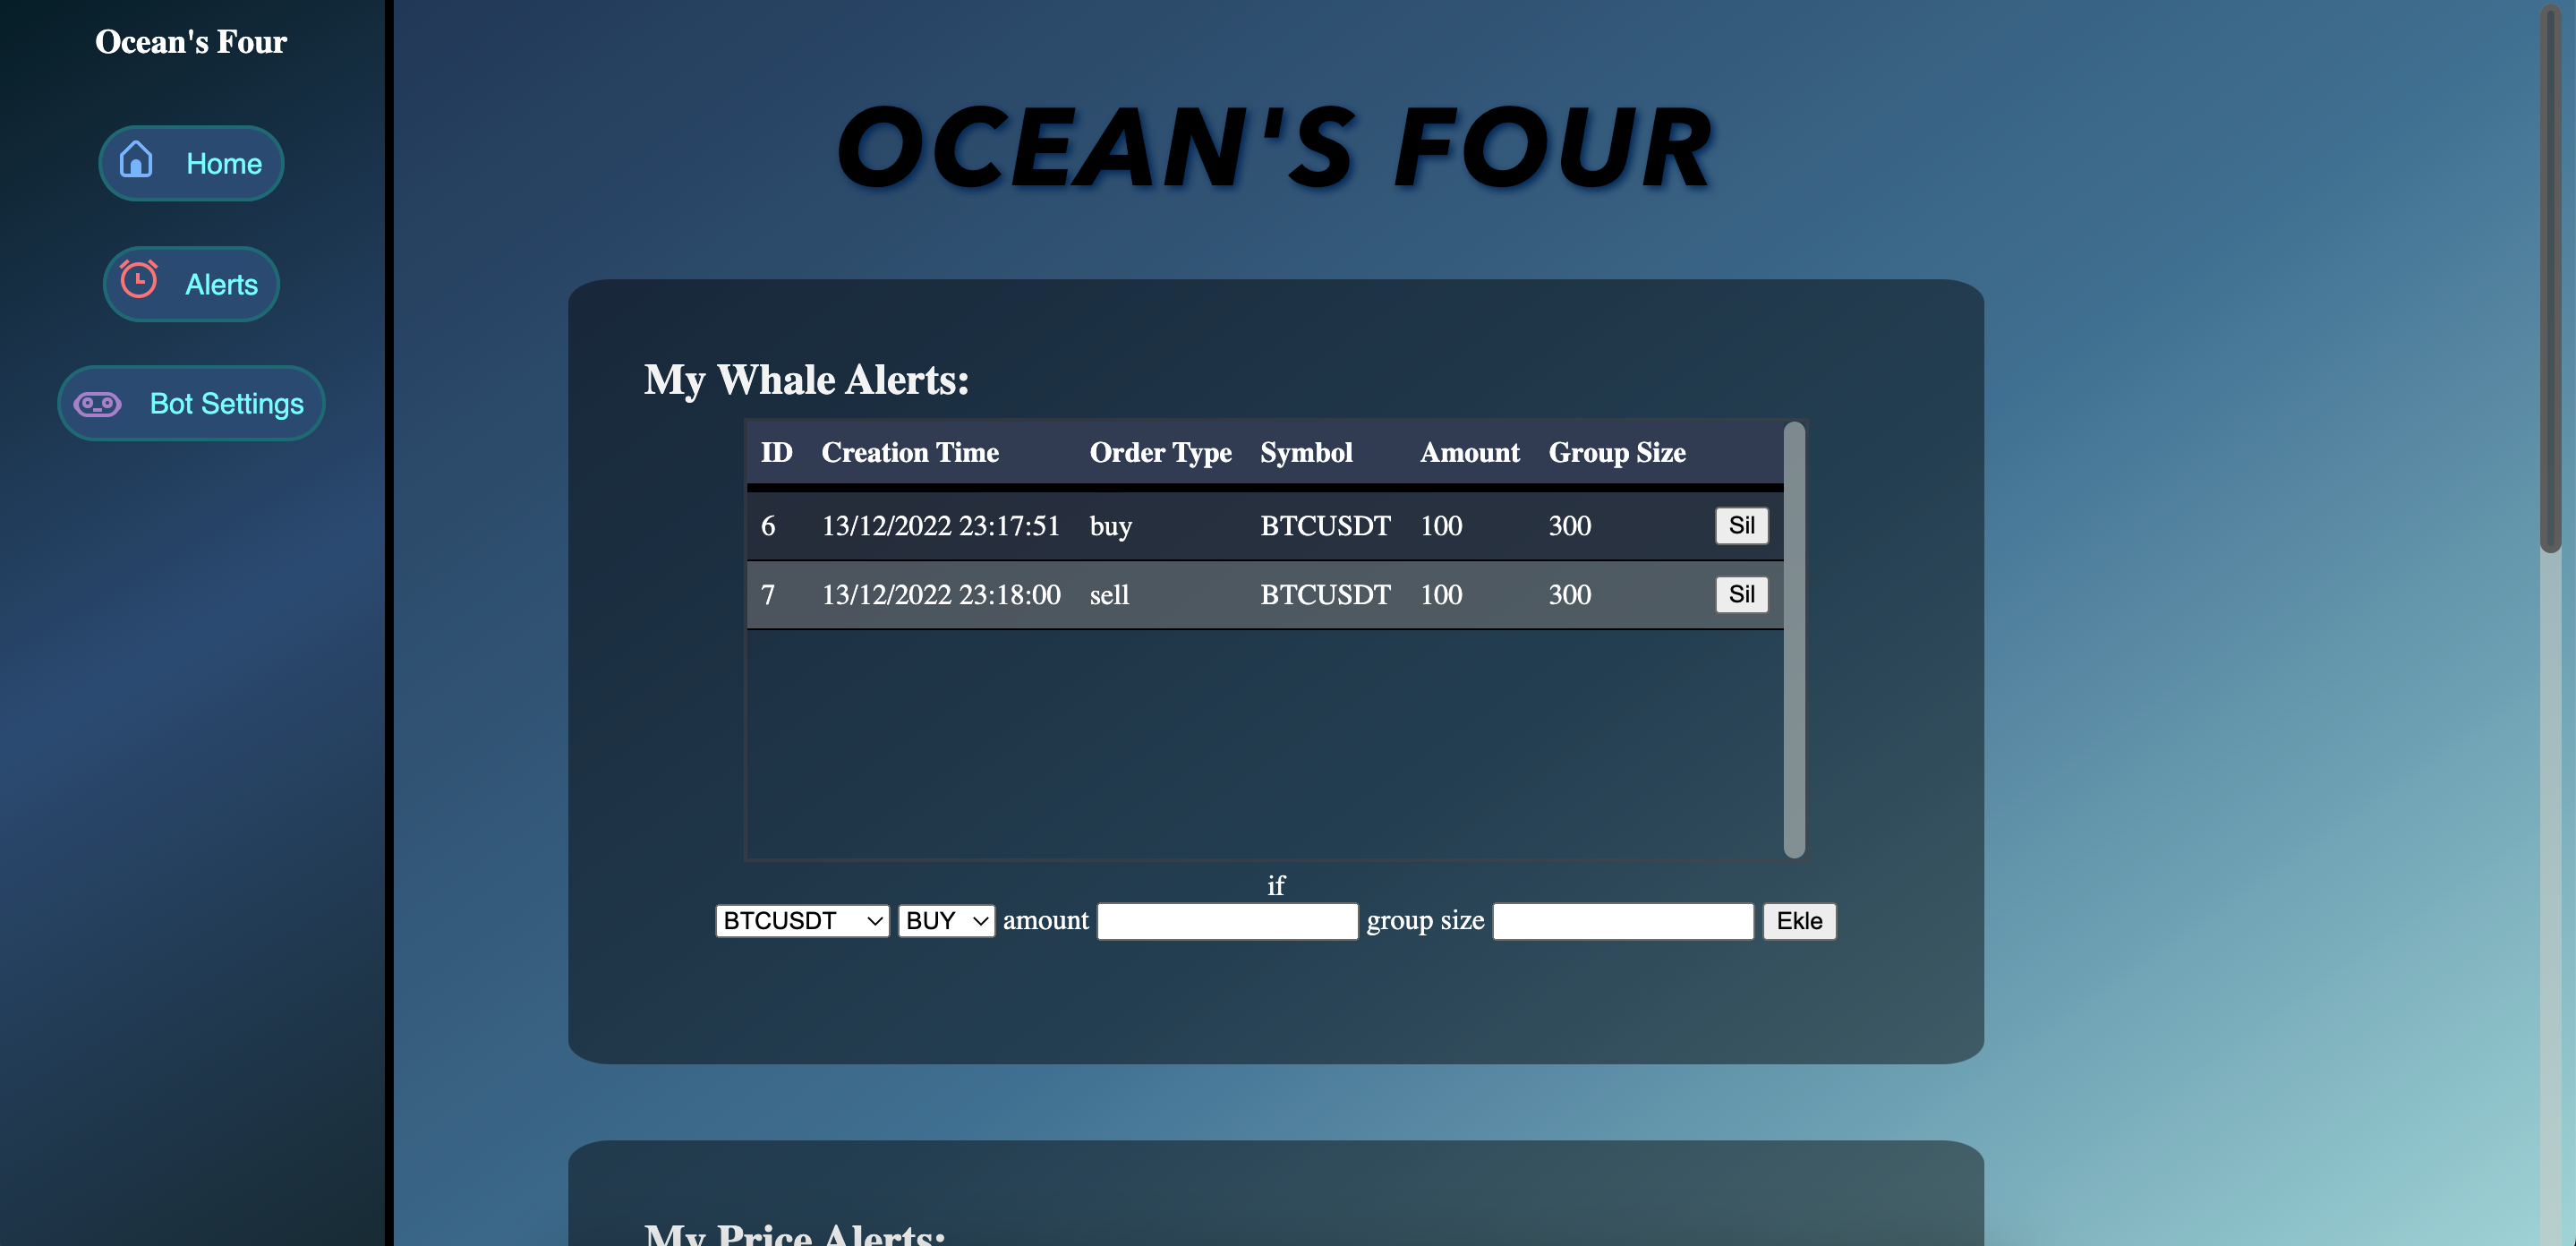 Ocean's Four
Home
Alerts
Bot Settings
OCEAN'S FOUR
My Whale Alerts:
ID Creation Time Order Type Symbol Amount Group Size
6 13/12/2022 23:17:51 buy BTCUSDT 100 300 Sil
7 13/12/2022 23:18:00 sell BTCUSDT 100 300 Sil
if
BTCUSDT BUY amount group size Ekle
My Price Alerts: